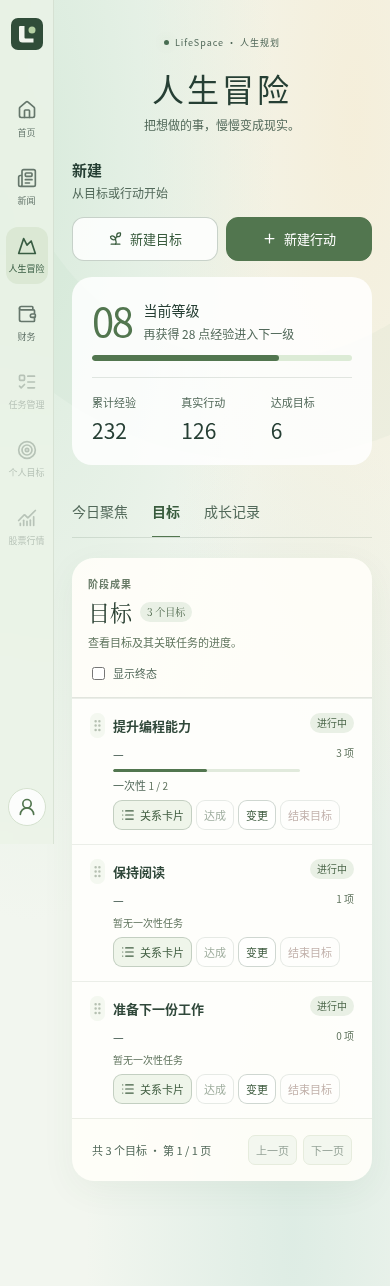 LifeSpace · 人生规划
人生冒险
把想做的事，慢慢变成现实。
首页
新闻
人生冒险
财务
任务管理
个人目标
股票行情
新建
从目标或行动开始
新建目标
新建行动
08
当前等级
再获得 28 点经验进入下一级
累计经验 真实行动 达成目标
232 126 6
今日聚焦 目标 成长记录
阶段成果
目标 3 个目标
查看目标及其关联任务的进度。
显示终态
提升编程能力 进行中
— 3 项
一次性 1 / 2
关系卡片 达成 变更 结束目标
保持阅读 进行中
— 1 项
暂无一次性任务
关系卡片 达成 变更 结束目标
准备下一份工作 进行中
— 0 项
暂无一次性任务
关系卡片 达成 变更 结束目标
共 3 个目标 · 第 1 / 1 页 上一页 下一页